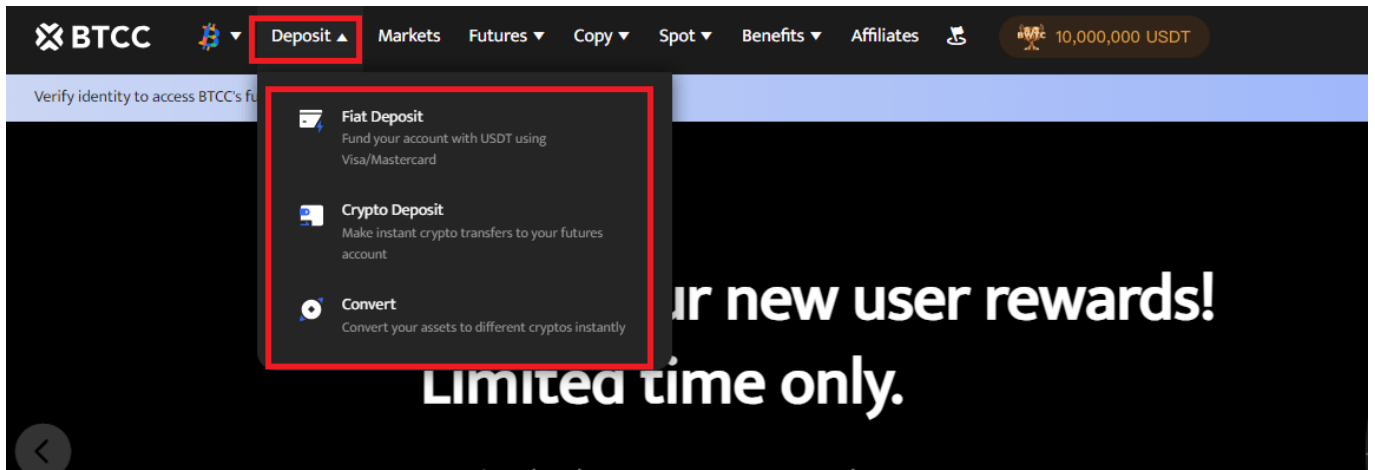 BTCC Deposit Markets Futures Copy Spot Benefits Affiliates 10,000,000 USDT
Verify identity to access BTCC's fu
Fiat Deposit
Fund your account with USDT using
Visa/Mastercard
Crypto Deposit
Make instant crypto transfers to your futures
account
Convert
Convert your assets to different cryptos instantly
ur new user rewards!
Limited time only.